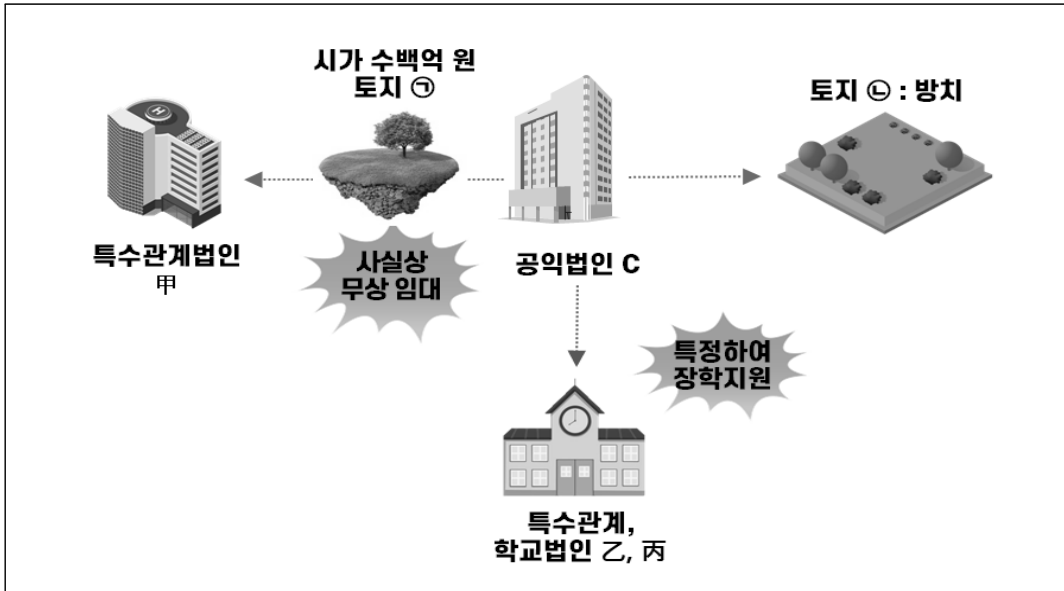 시가 수백억 원
토지 ㉠
토지 ㉡ : 방치
H
특수관계법인
甲
사실상
무상 임대
공익법인 C
특정하여
장학지원
특수관계,
학교법인 乙, 丙